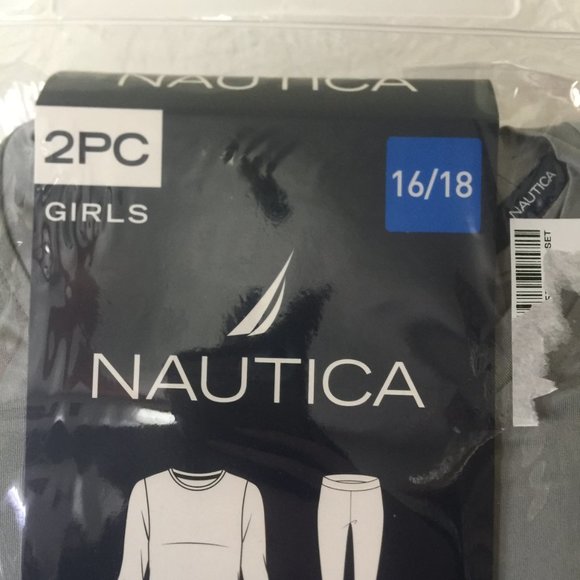 NAUTICA
2PC
16/18
GIRLS
NAUTICA
SET
NAUTICA